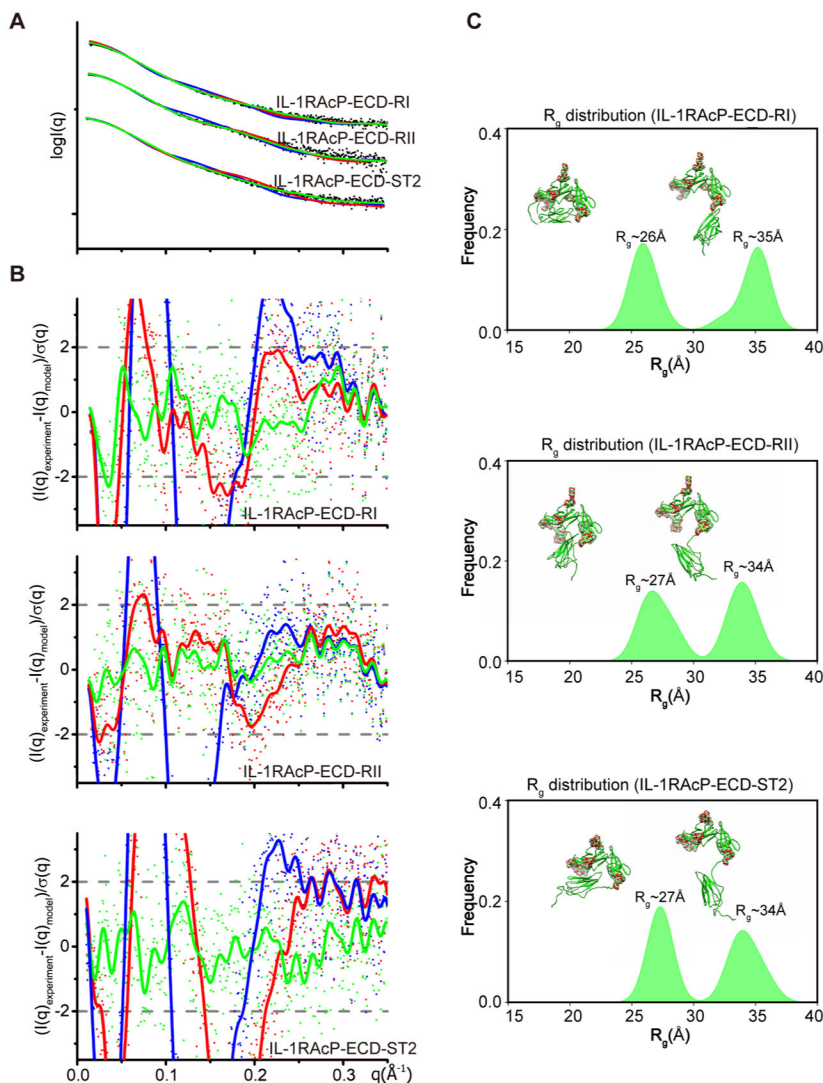 A
logI(q)
IL-1RAcP-ECD-RI
IL-1RAcP-ECD-RII
IL-1RAcP-ECD-ST2
B
(I(q)experiment-I(q)model)/σ(q)
2
0
-2
IL-1RAcP-ECD-RI
(I(q)experiment-I(q)model)/σ(q)
2
0
-2
IL-1RAcP-ECD-RII
(I(q)experiment-I(q)model)/σ(q)
2
0
-2
IL-1RAcP-ECD-ST2
0.0 0.1 0.2 0.3
q(Å-1)
C
Rg distribution (IL-1RAcP-ECD-RI)
Frequency
0.4
0.2
0.0
Rg~26Å
Rg~35Å
15 20 25 30 35 40
Rg(Å)
Rg distribution (IL-1RAcP-ECD-RII)
Frequency
0.4
0.2
0.0
Rg~27Å
Rg~34Å
15 20 25 30 35 40
Rg(Å)
Rg distribution (IL-1RAcP-ECD-ST2)
Frequency
0.4
0.2
0.0
Rg~27Å
Rg~34Å
15 20 25 30 35 40
Rg(Å)